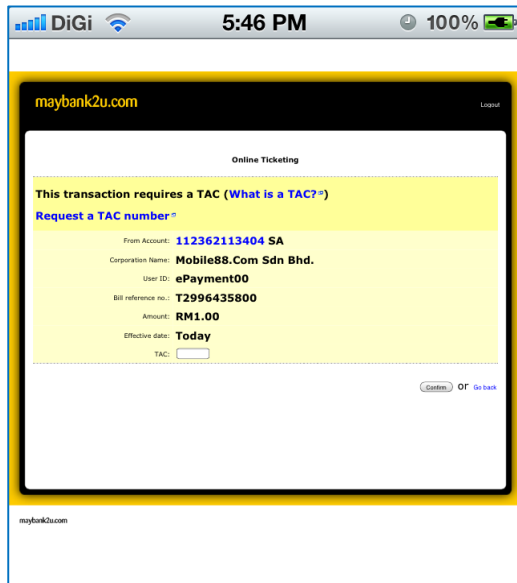 DiGi 5:46 PM 100%
maybank2u.com
Logout
Online Ticketing
This transaction requires a TAC (What is a TAC?)
Request a TAC number
From Account: 112362113404 SA
Corporation Name: Mobile88.Com Sdn Bhd.
User ID: ePayment00
Bill reference no.: T2996435800
Amount: RM1.00
Effective date: Today
TAC:
Confirm or Go back
maybank2u.com